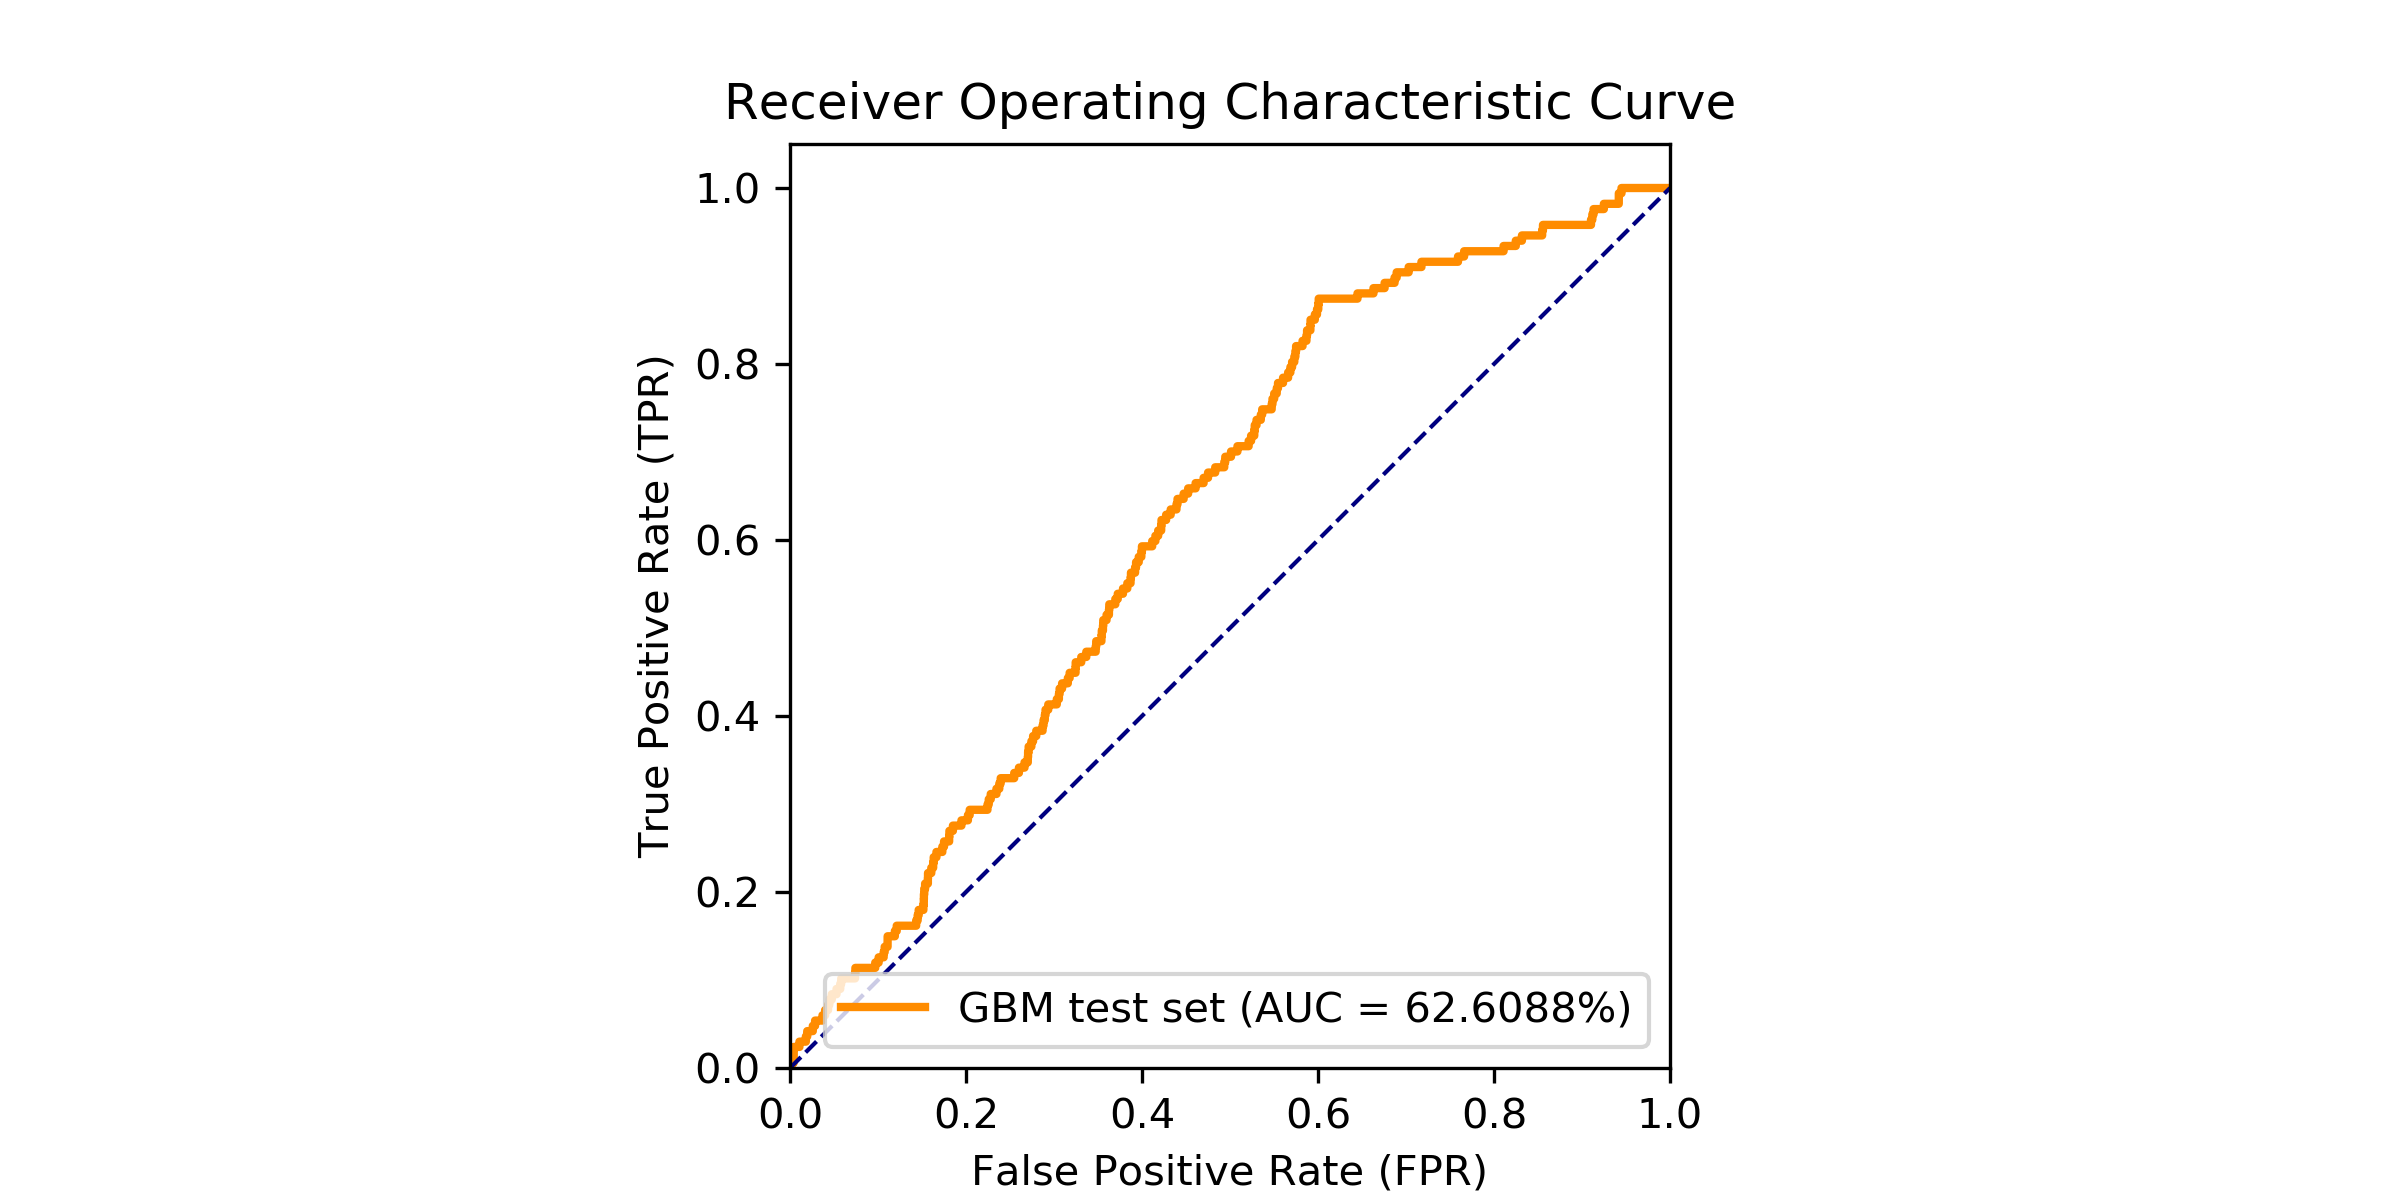 Receiver Operating Characteristic Curve
True Positive Rate (TPR)
1.0
0.8
0.6
0.4
0.2
0.0
GBM test set (AUC = 62.6088%)
0.0 0.2 0.4 0.6 0.8 1.0
False Positive Rate (FPR)